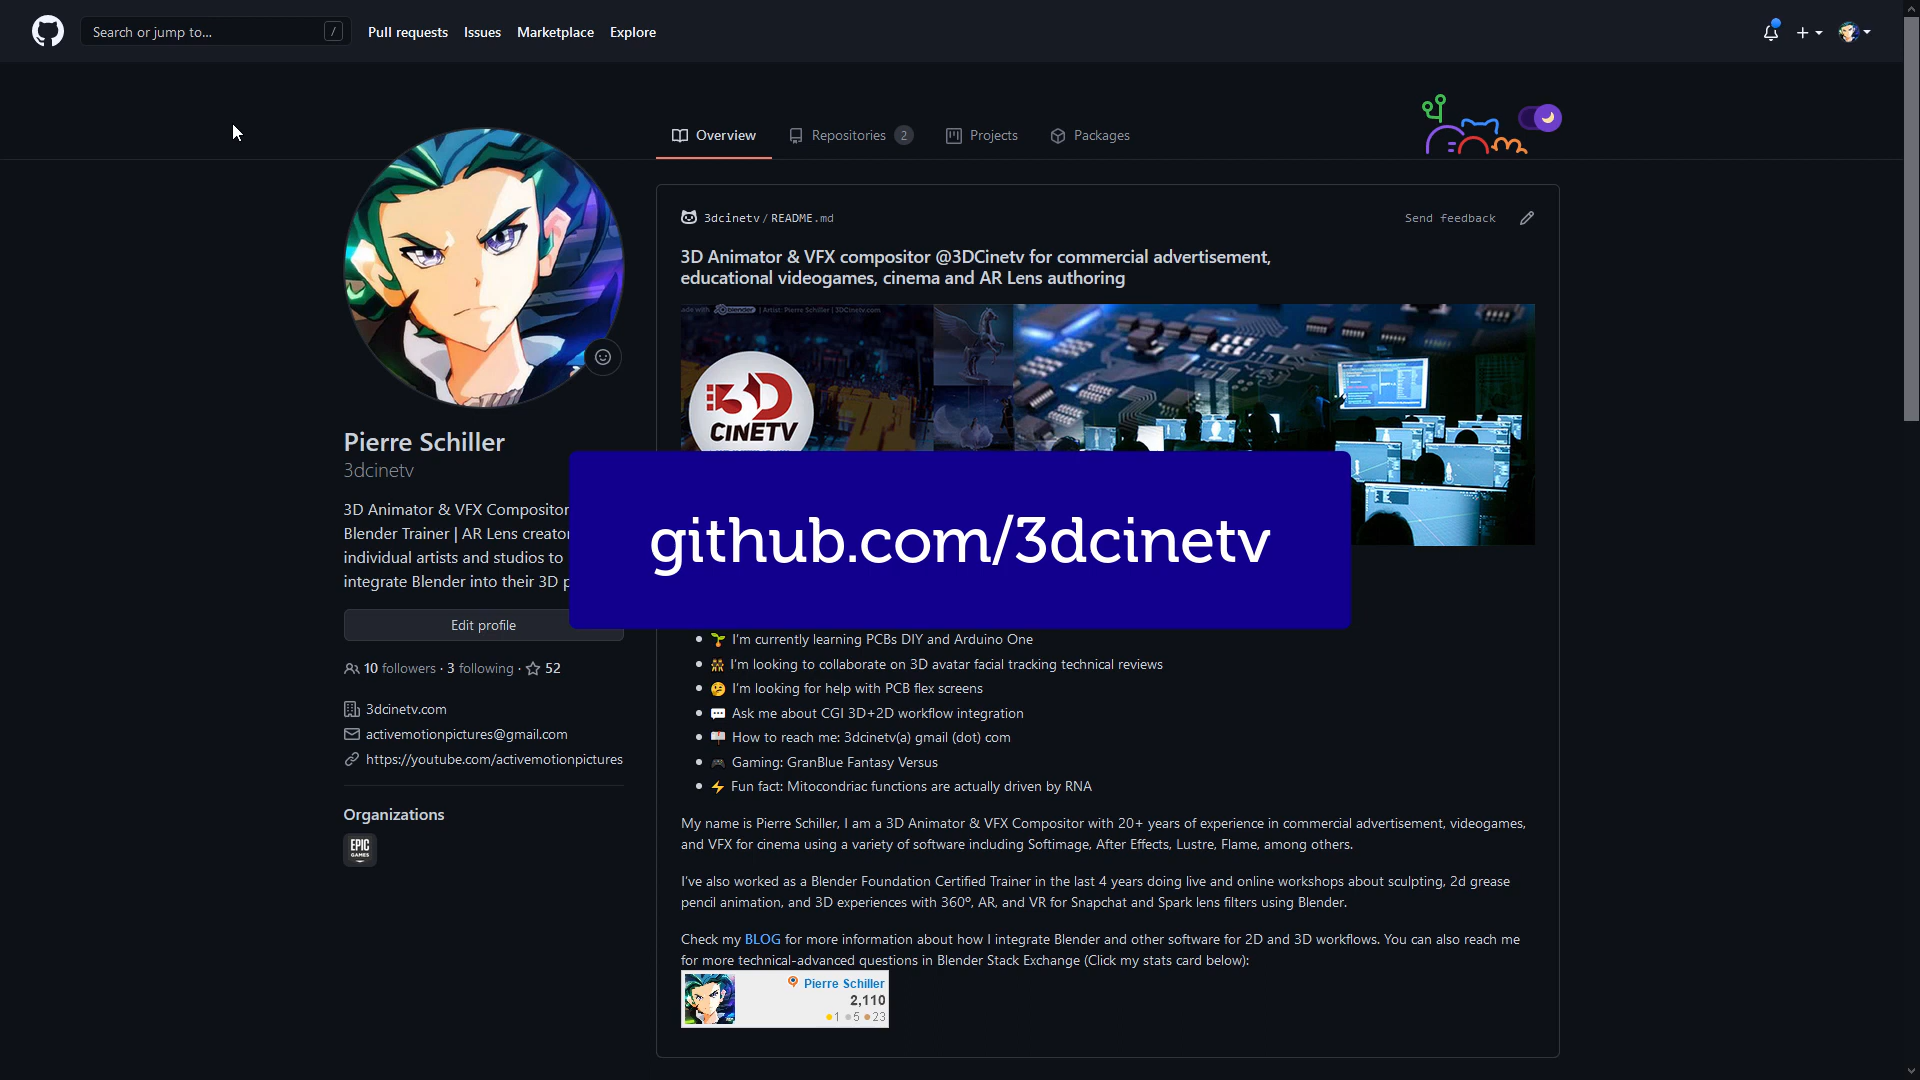 Search or jump to...
/
Pull requests
Issues
Marketplace
Explore
Overview
Repositories 2
Projects
Packages
3dcinetv/README.md
Send feedback
3D Animator & VFX compositor @3DCinetv for commercial advertisement,
educational videogames, cinema and AR Lens authoring
ade with blender | Artist: Pierre Schiller | 3DCinetv.com
3D
CINETV
Pierre Schiller
3dcinetv
3D Animator & VFX Compositor
Blender Trainer | AR Lens creator
individual artists and studios to
integrate Blender into their 3D p
Edit profile
10 followers · 3 following · 52
3dcinetv.com
activemotionpictures@gmail.com
https://youtube.com/activemotionpictures
Organizations
EPIC
GAMES
github.com/3dcinetv
I'm currently learning PCBs DIY and Arduino One
I'm looking to collaborate on 3D avatar facial tracking technical reviews
I'm looking for help with PCB flex screens
Ask me about CGI 3D+2D workflow integration
How to reach me: 3dcinetv(a) gmail (dot) com
Gaming: GranBlue Fantasy Versus
Fun fact: Mitocondriac functions are actually driven by RNA
My name is Pierre Schiller, I am a 3D Animator & VFX Compositor with 20+ years of experience in commercial advertisement, videogames,
and VFX for cinema using a variety of software including Softimage, After Effects, Lustre, Flame, among others.
I've also worked as a Blender Foundation Certified Trainer in the last 4 years doing live and online workshops about sculpting, 2d grease
pencil animation, and 3D experiences with 360º, AR, and VR for Snapchat and Spark lens filters using Blender.
Check my BLOG for more information about how I integrate Blender and other software for 2D and 3D workflows. You can also reach me
for more technical-advanced questions in Blender Stack Exchange (Click my stats card below):
Pierre Schiller
2,110
1 5 23